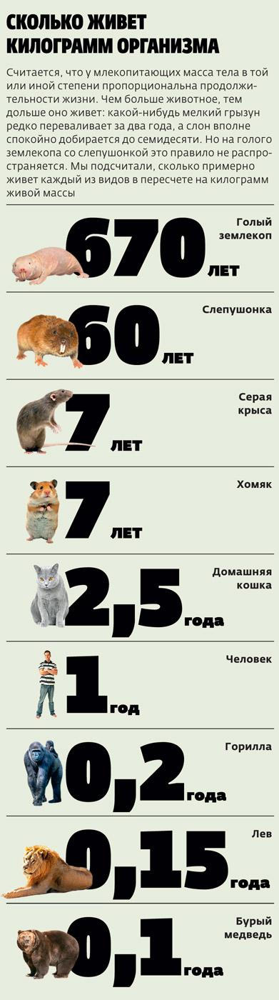 СКОЛЬКО ЖИВЕТ
КИЛОГРАММ ОРГАНИЗМА
Считается, что у млекопитающих масса тела в той
или иной степени пропорциональна продолжи-
тельности жизни. Чем больше животное, тем
дольше оно живет: какой-нибудь мелкий грызун
редко переваливает за два года, а слон вполне
спокойно добирается до семидесяти. Но на голого
землекопа со слепушонкой это правило не распро-
страняется. Мы подсчитали, сколько примерно
живет каждый из видов в пересчете на килограмм
живой массы
Голый
землекоп
670 ЛЕТ
Слепушонка
60 ЛЕТ
Серая
крыса
7 ЛЕТ
Хомяк
7 ЛЕТ
Домашняя
кошка
2,5 года
Человек
1 год
Горилла
0,2 года
Лев
0,15 года
Бурый
медведь
0,1 года